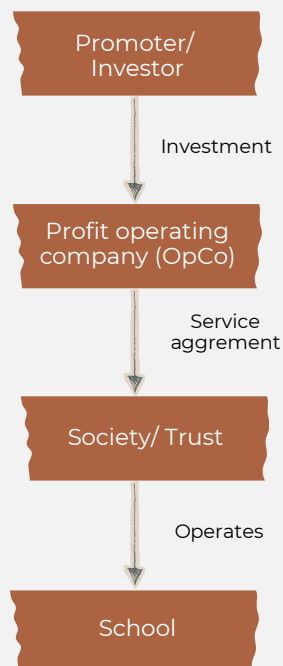 Promoter/
Investor
Investment
Profit operating
company (OpCo)
Service
aggrement
Society/ Trust
Operates
School